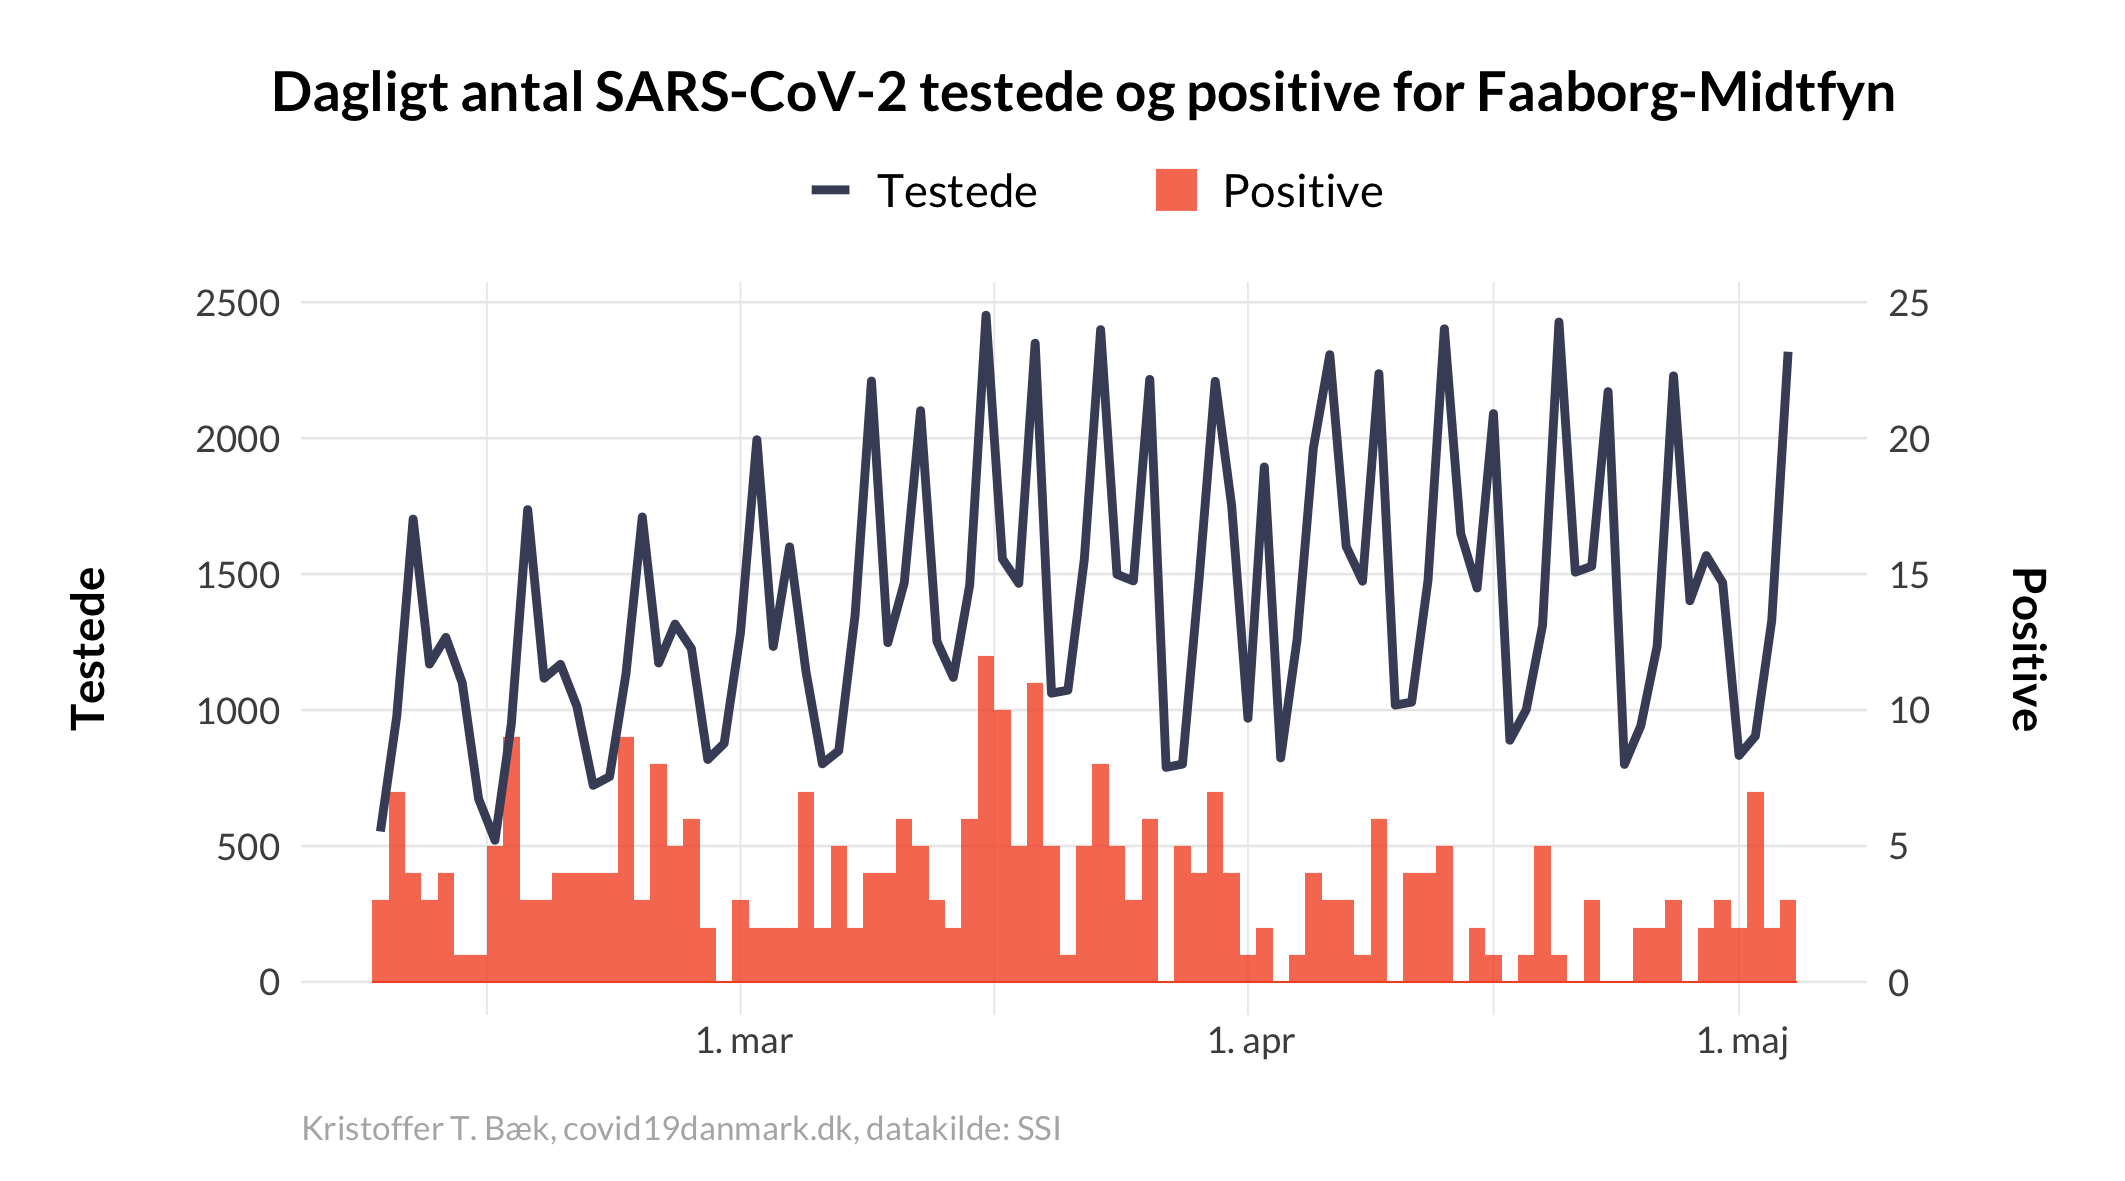 Dagligt antal SARS-CoV-2 testede og positive for Faaborg-Midtfyn
Testede
Positive
2500
2000
1500
1000
500
0
Testede
25
20
15
10
5
0
Positive
1. mar
1. apr
1. maj
Kristoffer T. Bæk, covid19danmark.dk, datakilde: SSI